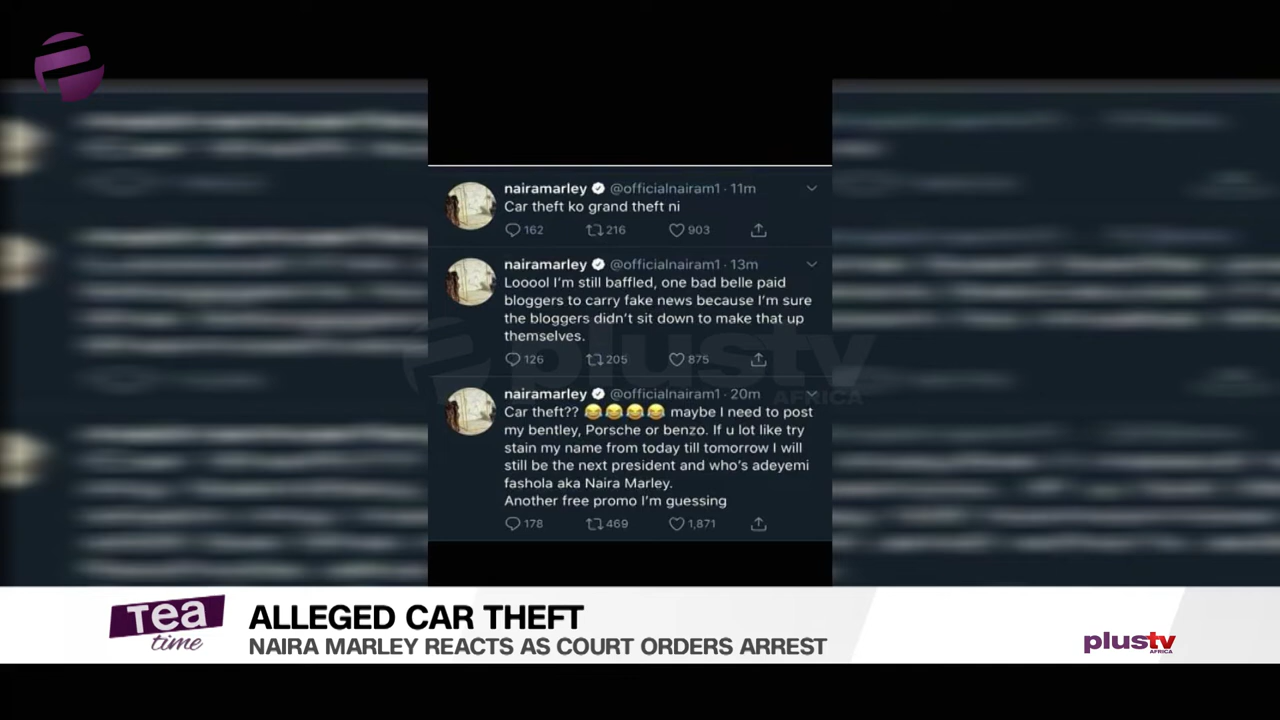 nairamarley @officialnairam1 · 11m
Car theft ko grand theft ni
162 216 903
nairamarley @officialnairam1 · 13m
Looool I'm still baffled, one bad belle paid
bloggers to carry fake news because I'm sure
the bloggers didn't sit down to make that up
themselves.
126 205 875
nairamarley @officialnairam1 · 20m
Car theft?? 😂😂😂😂 maybe I need to post
my bentley, Porsche or benzo. If u lot like try
stain my name from today till tomorrow I will
still be the next president and who's adeyemi
fashola aka Naira Marley.
Another free promo I'm guessing
178 469 1,871
plustv
AFRICA
Tea
time
ALLEGED CAR THEFT
NAIRA MARLEY REACTS AS COURT ORDERS ARREST
plustv
AFRICA